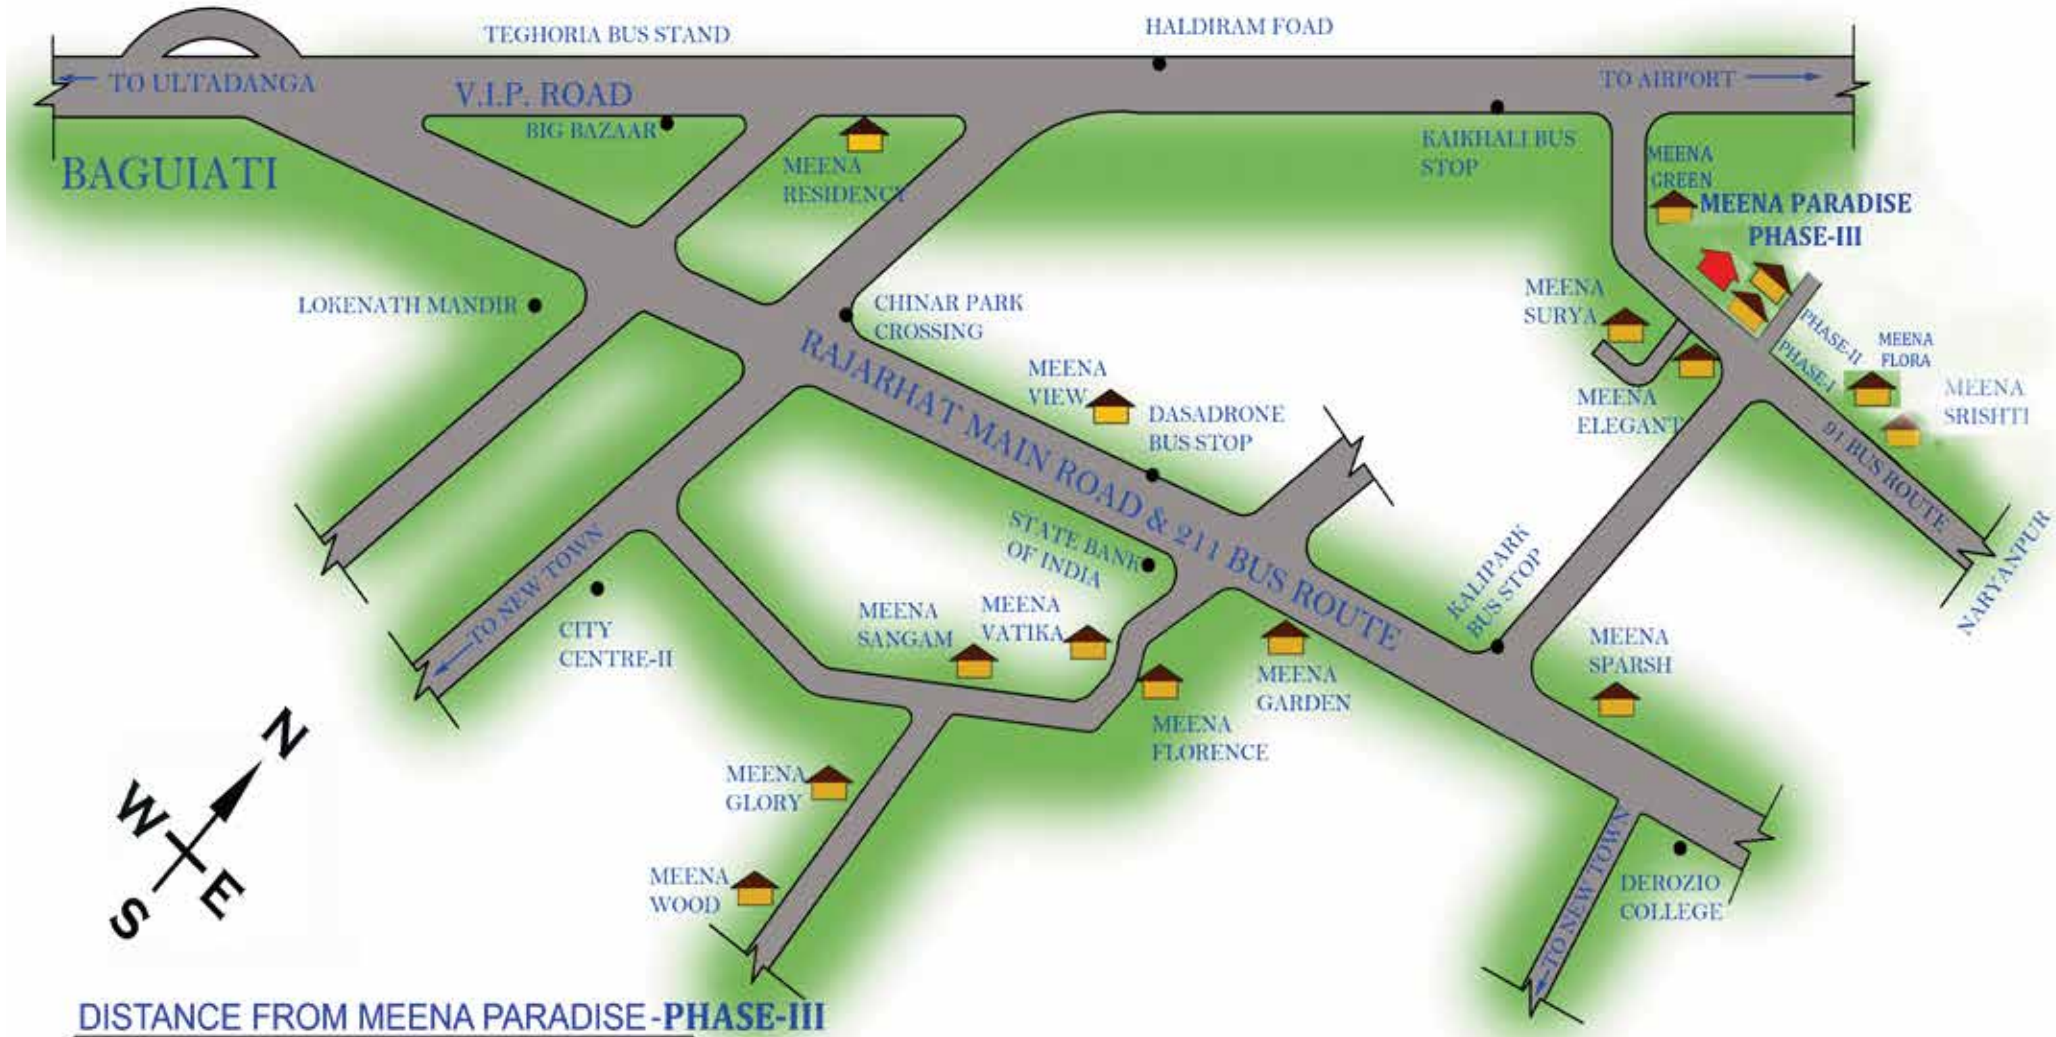 TEGHORIA BUS STAND
HALDIRAM FOAD
TO ULTADANGA
V.I.P. ROAD
TO AIRPORT
BIG BAZAAR
KAIKHALI BUS
STOP
BAGUIATI
MEENA
RESIDENCY
MEENA
GREEN
MEENA PARADISE
PHASE-III
LOKENATH MANDIR
CHINAR PARK
CROSSING
MEENA
SURYA
PHASE-II
PHASE-I
MEENA
FLORA
MEENA
SRISHTI
MEENA
VIEW
DASADRONE
BUS STOP
MEENA
ELEGANT
RAJARHAT MAIN ROAD & 211 BUS ROUTE
91 BUS ROUTE
NARYANPUR
STATE BANK
OF INDIA
KALIPARK
BUS STOP
TO NEW TOWN
CITY
CENTRE-II
MEENA
SANGAM
MEENA
VATIKA
MEENA
GARDEN
MEENA
SPARSH
MEENA
FLORENCE
MEENA
GLORY
MEENA
WOOD
TO NEW TOWN
DEROZIO
COLLEGE
N
W
E
S
DISTANCE FROM MEENA PARADISE-PHASE-III